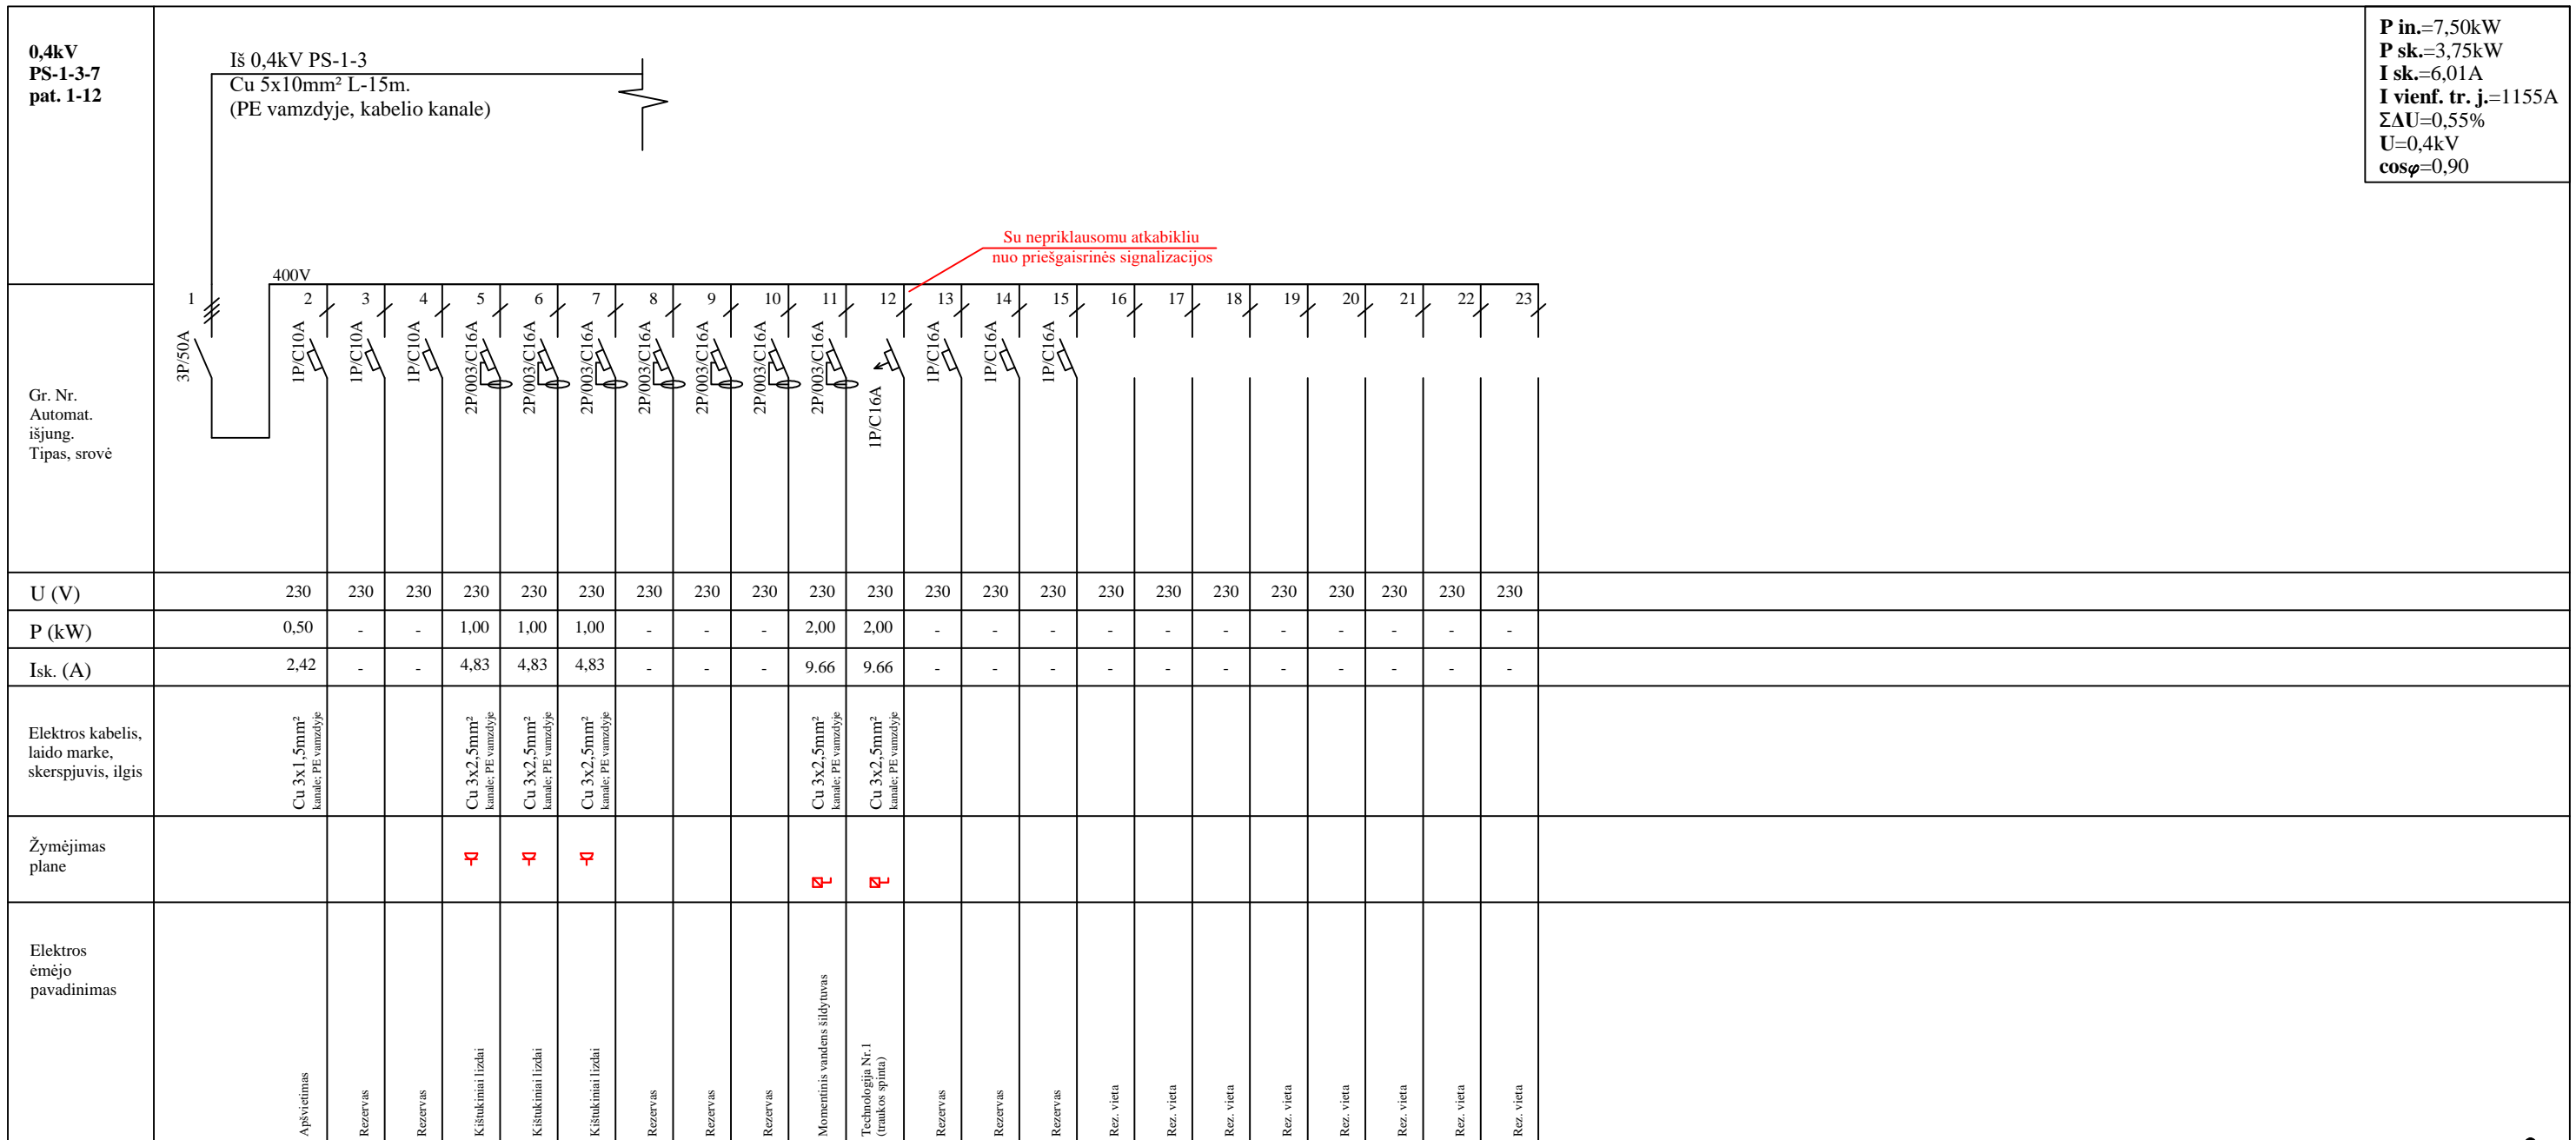 0,4kV
PS-1-3-7
pat. 1-12
Iš 0,4kV PS-1-3
Cu 5x10mm² L-15m.
(PE vamzdyje, kabelio kanale)
P in.=7,50kW
P sk.=3,75kW
I sk.=6,01A
I vienf. tr. j.=1155A
ΣΔU=0,55%
U=0,4kV
cosφ=0,90
Su nepriklausomu atkabikliu
nuo priešgaisrinės signalizacijos
400V
1 2 3 4 5 6 7 8 9 10 11 12 13 14 15 16 17 18 19 20 21 22 23
Gr. Nr.
Automat.
išjung.
Tipas, srovė
3P/50A
1P/C10A
1P/C10A
1P/C10A
2P/003/C16A
2P/003/C16A
2P/003/C16A
2P/003/C16A
2P/003/C16A
2P/003/C16A
2P/003/C16A
1P/C16A
1P/C16A
1P/C16A
1P/C16A
U (V) 230 230 230 230 230 230 230 230 230 230 230 230 230 230 230 230 230 230 230 230 230 230
P (kW) 0,50 - - 1,00 1,00 1,00 - - - 2,00 2,00 - - - - - - - - - - -
Isk. (A) 2,42 - - 4,83 4,83 4,83 - - - 9.66 9.66 - - - - - - - - - - -
Elektros kabelis,
laido marke,
skerspjuvis, ilgis
Cu 3x1,5mm²
kanale; PE vamzdyje
Cu 3x2,5mm²
kanale; PE vamzdyje
Cu 3x2,5mm²
kanale; PE vamzdyje
Cu 3x2,5mm²
kanale; PE vamzdyje
Cu 3x2,5mm²
kanale; PE vamzdyje
Cu 3x2,5mm²
kanale; PE vamzdyje
Žymėjimas
plane
Elektros
ėmėjo
pavadinimas
Apšvietimas
Rezervas
Rezervas
Kištukiniai lizdai
Kištukiniai lizdai
Kištukiniai lizdai
Rezervas
Rezervas
Rezervas
Momentinis vandens šildytuvas
Technologija Nr.1
(traukos spinta)
Rezervas
Rezervas
Rezervas
Rez. vieta
Rez. vieta
Rez. vieta
Rez. vieta
Rez. vieta
Rez. vieta
Rez. vieta
Rez. vieta